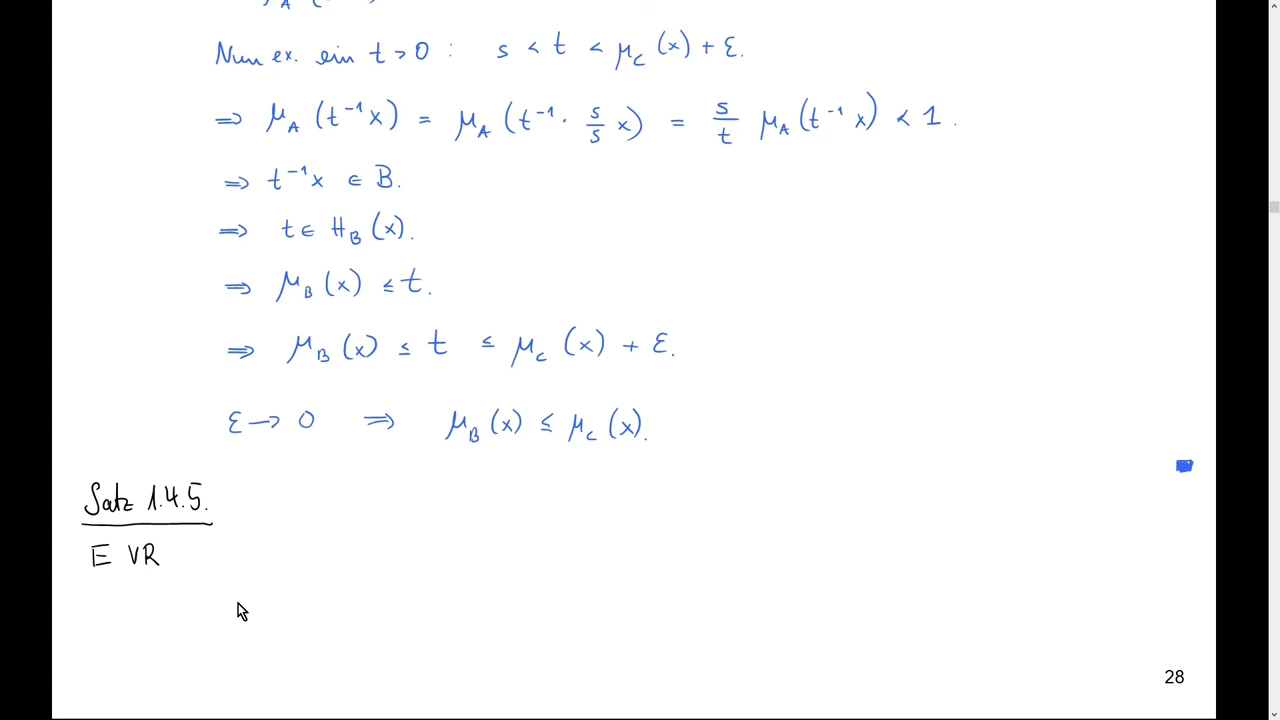 Nun ex. ein t > 0 : s < t < μ_C (x) + ε.
⇒ μ_A (t⁻¹x) = μ_A (t⁻¹ · s/s x) = s/t μ_A (t⁻¹ x) < 1.
⇒ t⁻¹x ∈ B.
⇒ t ∈ H_B (x).
⇒ μ_B (x) ≤ t.
⇒ μ_B (x) ≤ t ≤ μ_C (x) + ε.
ε → 0 ⇒ μ_B (x) ≤ μ_C (x).
Satz 1.4.5.
E VR
28